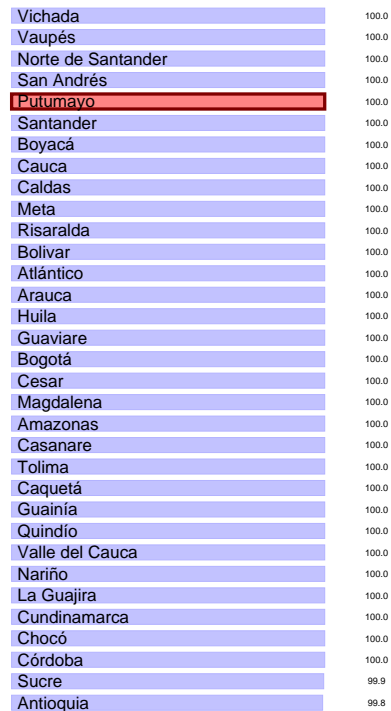 Vichada 100.0
Vaupés 100.0
Norte de Santander 100.0
San Andrés 100.0
Putumayo 100.0
Santander 100.0
Boyacá 100.0
Cauca 100.0
Caldas 100.0
Meta 100.0
Risaralda 100.0
Bolivar 100.0
Atlántico 100.0
Arauca 100.0
Huila 100.0
Guaviare 100.0
Bogotá 100.0
Cesar 100.0
Magdalena 100.0
Amazonas 100.0
Casanare 100.0
Tolima 100.0
Caquetá 100.0
Guainía 100.0
Quindío 100.0
Valle del Cauca 100.0
Nariño 100.0
La Guajira 100.0
Cundinamarca 100.0
Chocó 100.0
Córdoba 100.0
Sucre 99.9
Antioquia 99.8